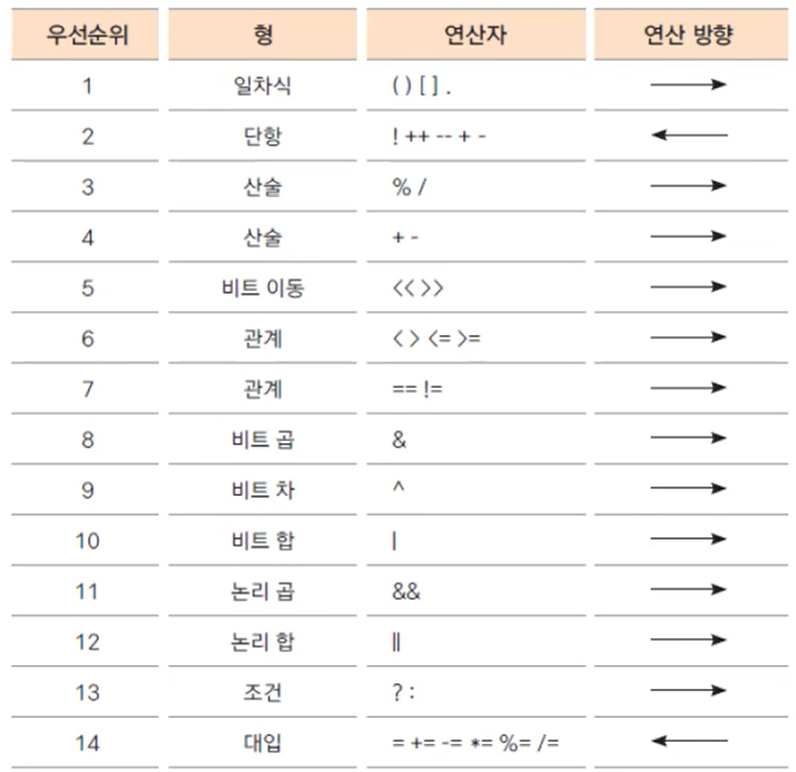 우선순위 형 연산자 연산 방향
1 일차식 ( ) [ ] .
2 단항 ! ++ -- + -
3 산술 % /
4 산술 + -
5 비트 이동 << >>
6 관계 < > <= >=
7 관계 == !=
8 비트 곱 &
9 비트 차 ^
10 비트 합 |
11 논리 곱 &&
12 논리 합 ||
13 조건 ? :
14 대입 = += -= *= %= /=